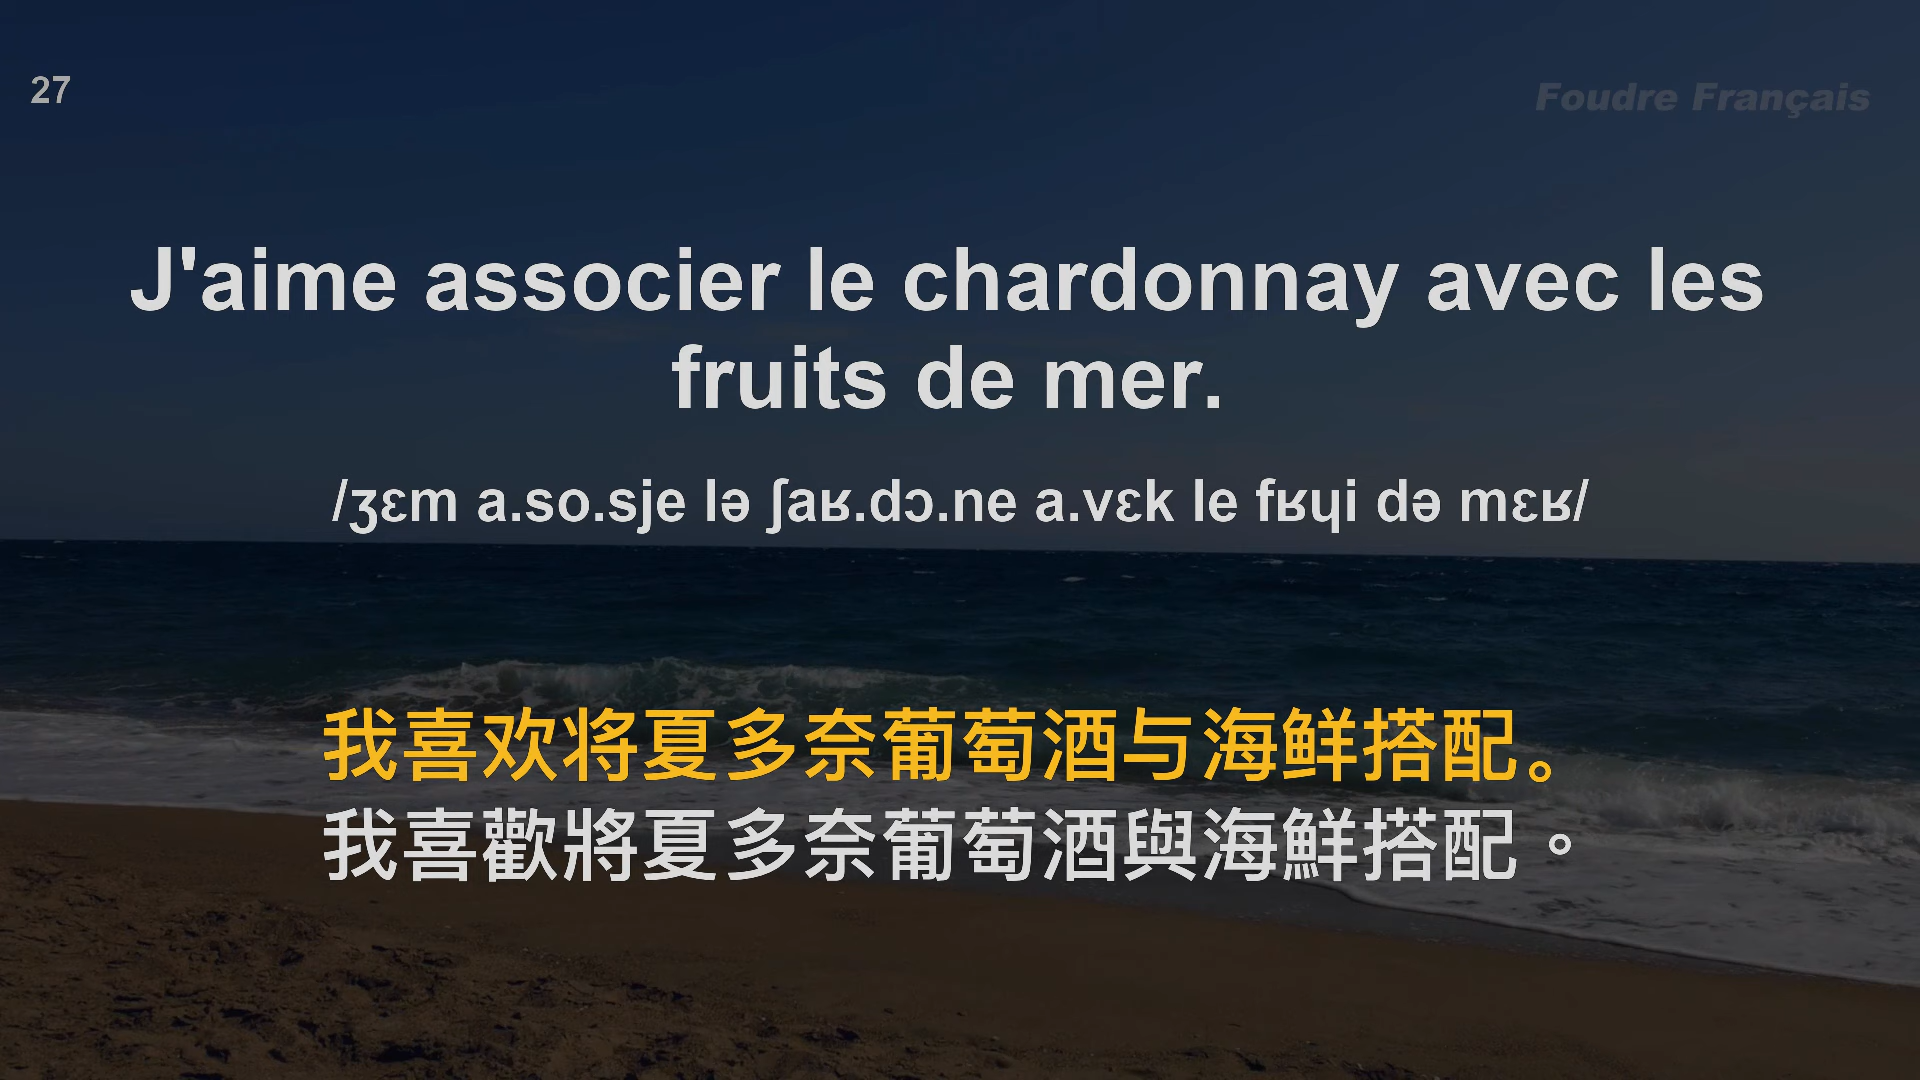 27
Foudre Français
J'aime associer le chardonnay avec les
fruits de mer.
/ʒɛm a.so.sje lə ʃaʁ.dɔ.ne a.vɛk le fʁɥi də mɛʁ/
我喜欢将夏多奈葡萄酒与海鲜搭配。
我喜歡將夏多奈葡萄酒與海鮮搭配。